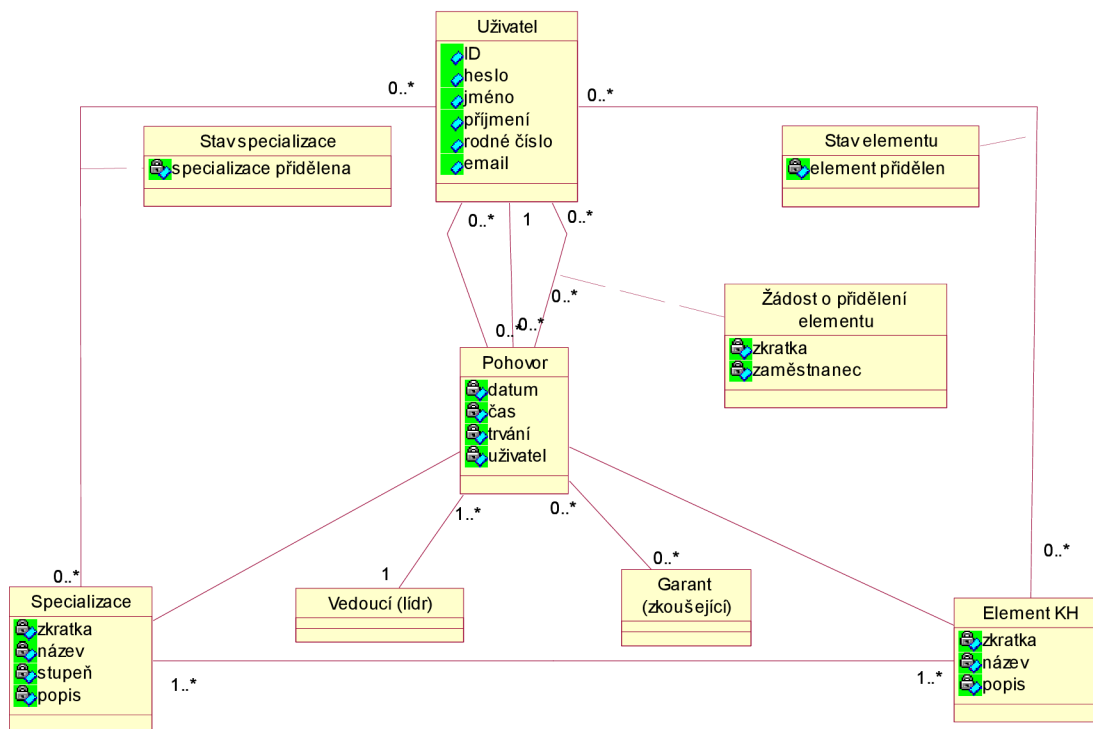 Uživatel
ID
heslo
jméno
příjmení
rodné číslo
email
0..*
0..*
Stav specializace
specializace přidělena
Stav elementu
element přidělen
0..*
1
0..*
0..*
0..*
0..*
Žádost o přidělení
elementu
zkratka
zaměstnanec
Pohovor
datum
čas
trvání
uživatel
1..*
0..*
0..*
1
0..*
0..*
Specializace
zkratka
název
stupeň
popis
Vedoucí (lídr)
Garant
(zkoušející)
Element KH
zkratka
název
popis
1..*
1..*